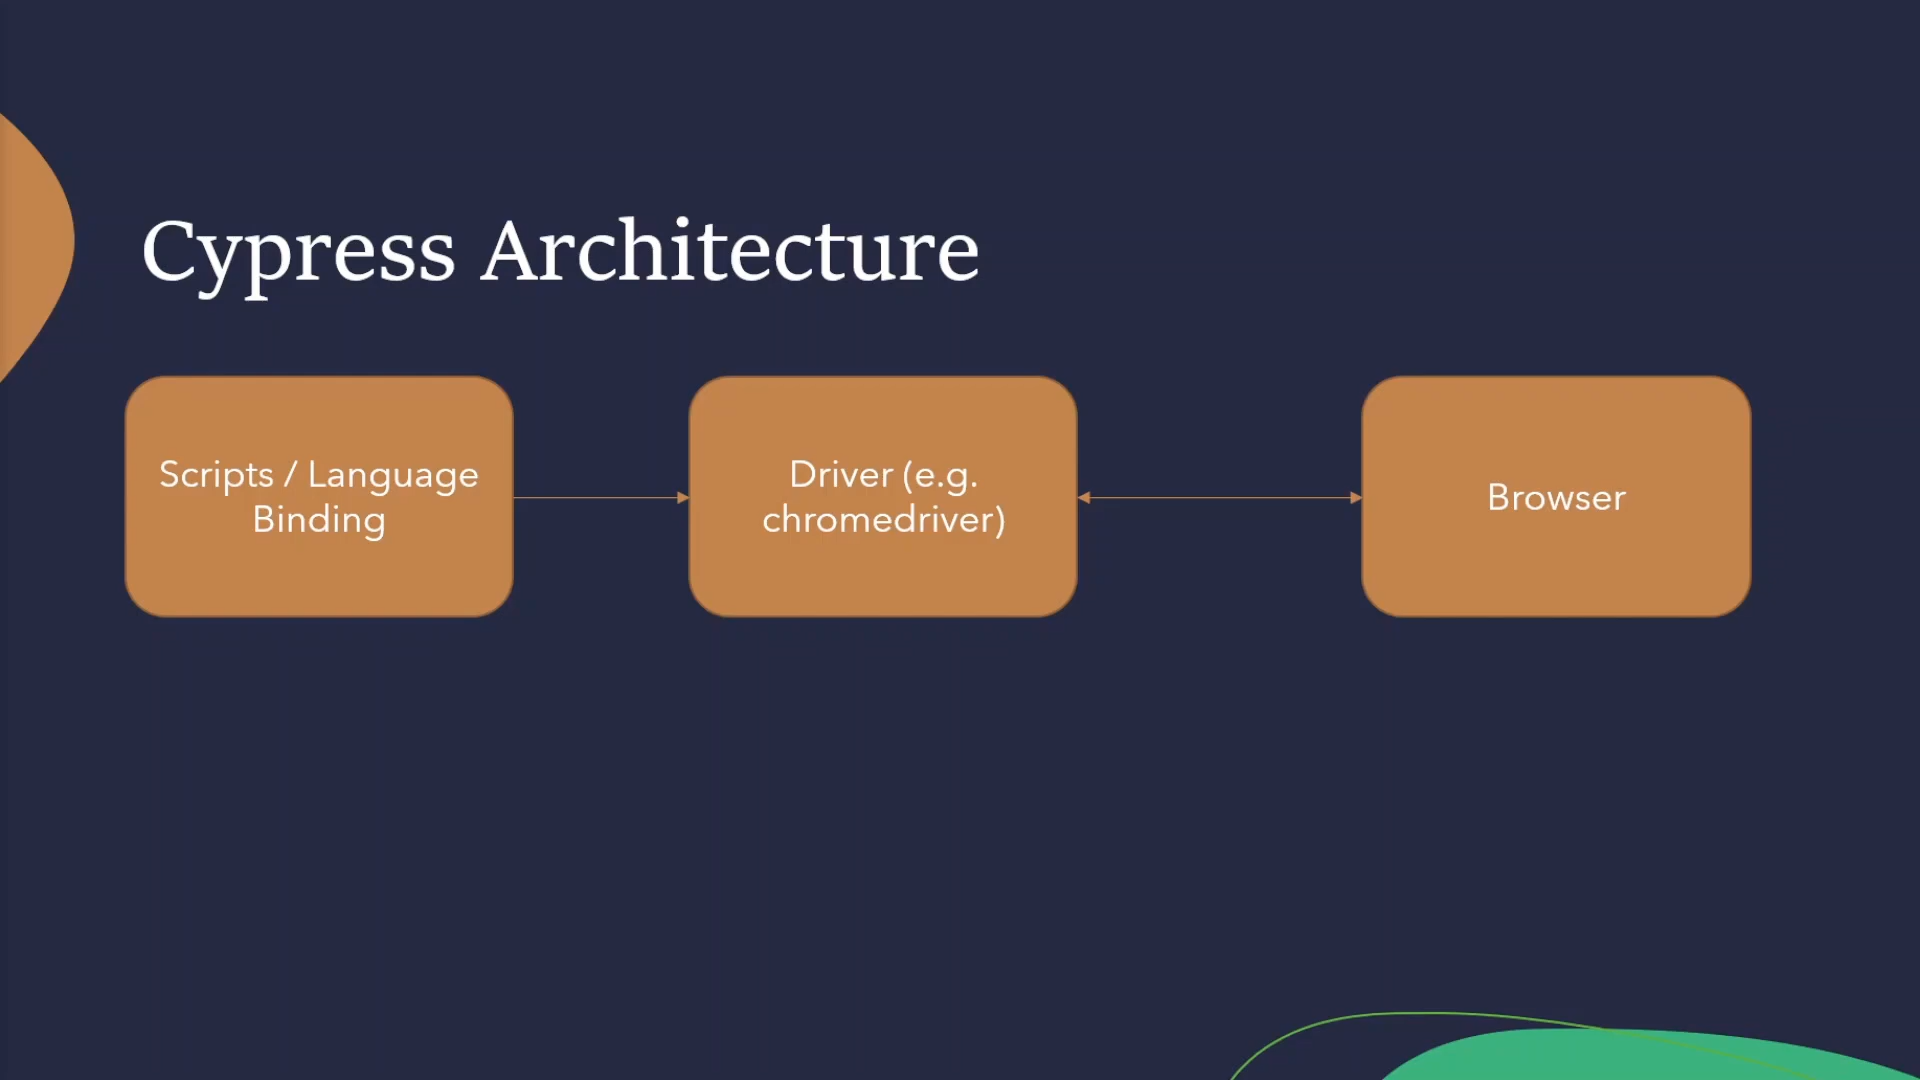 Cypress Architecture
Scripts / Language
Binding
Driver (e.g.
chromedriver)
Browser